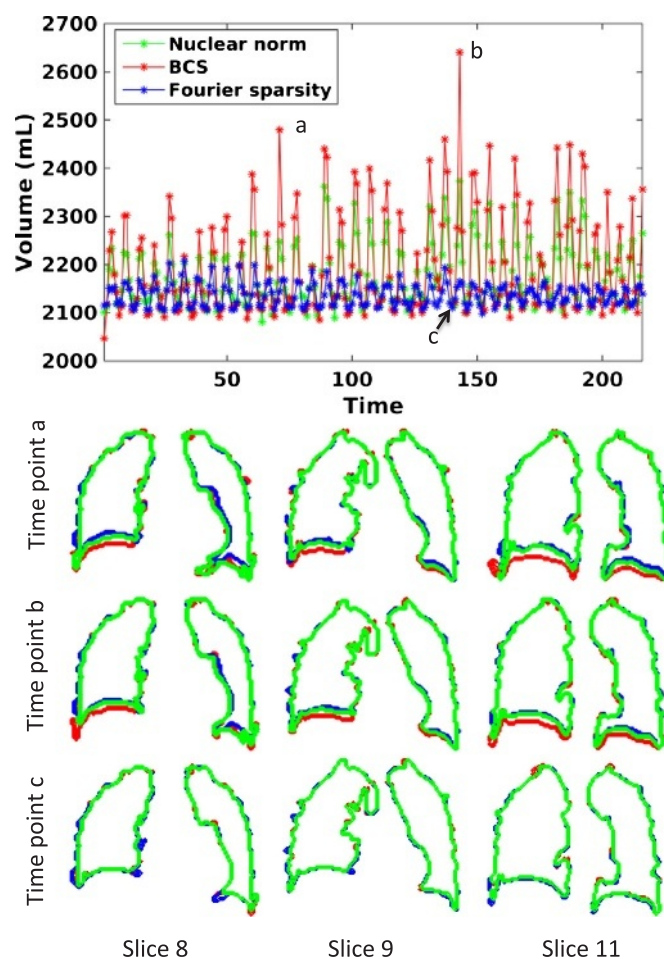 2700
2600
2500
2400
2300
2200
2100
2000
Volume (mL)
Nuclear norm
BCS
Fourier sparsity
a
b
c
50
100
150
200
Time
Time point a
Time point b
Time point c
Slice 8
Slice 9
Slice 11